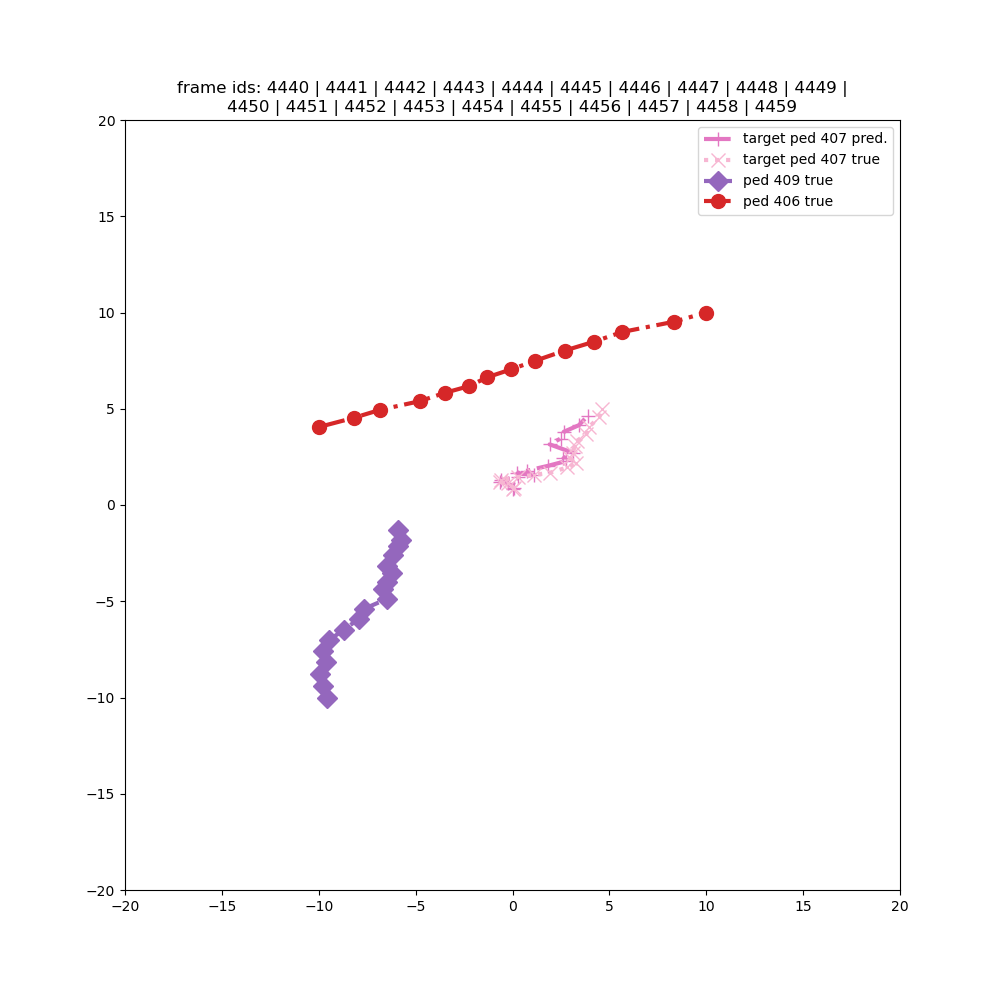 frame ids: 4440 | 4441 | 4442 | 4443 | 4444 | 4445 | 4446 | 4447 | 4448 | 4449 |
4450 | 4451 | 4452 | 4453 | 4454 | 4455 | 4456 | 4457 | 4458 | 4459
target ped 407 pred.
target ped 407 true
ped 409 true
ped 406 true
20
15
10
5
0
−5
−10
−15
−20
−20 −15 −10 −5 0 5 10 15 20